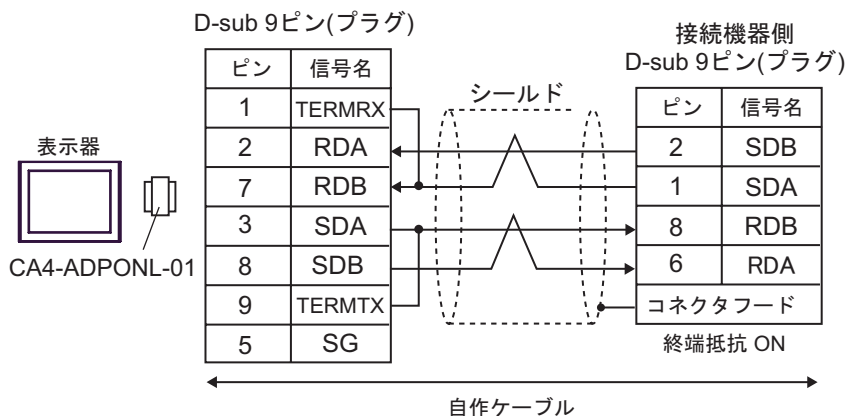 D-sub 9ピン(プラグ)
接続機器側
D-sub 9ピン(プラグ)
ピン 信号名
1 TERMRX
2 RDA
7 RDB
3 SDA
8 SDB
9 TERMTX
5 SG
シールド
ピン 信号名
2 SDB
1 SDA
8 RDB
6 RDA
コネクタフード
終端抵抗 ON
表示器
CA4-ADPONL-01
自作ケーブル